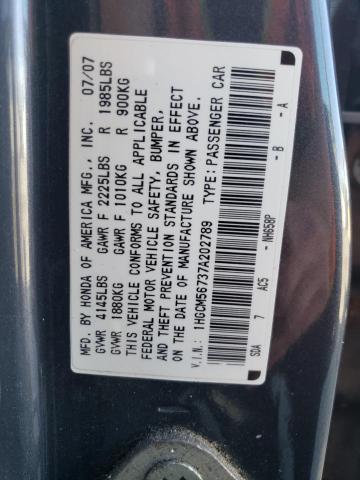 MFD. BY HONDA OF AMERICA MFG., INC. 07/07
GVWR 4145LBS GAWR F 2225LBS R 1985LBS
GVWR 1880KG GAWR F 1010KG R 900KG
THIS VEHICLE CONFORMS TO ALL APPLICABLE
FEDERAL MOTOR VEHICLE SAFETY, BUMPER,
AND THEFT PREVENTION STANDARDS IN EFFECT
ON THE DATE OF MANUFACTURE SHOWN ABOVE.
V.I.N.: 1HGCM56737A202789 TYPE: PASSENGER CAR
SDA 7 AC5 - NH658P - B - A